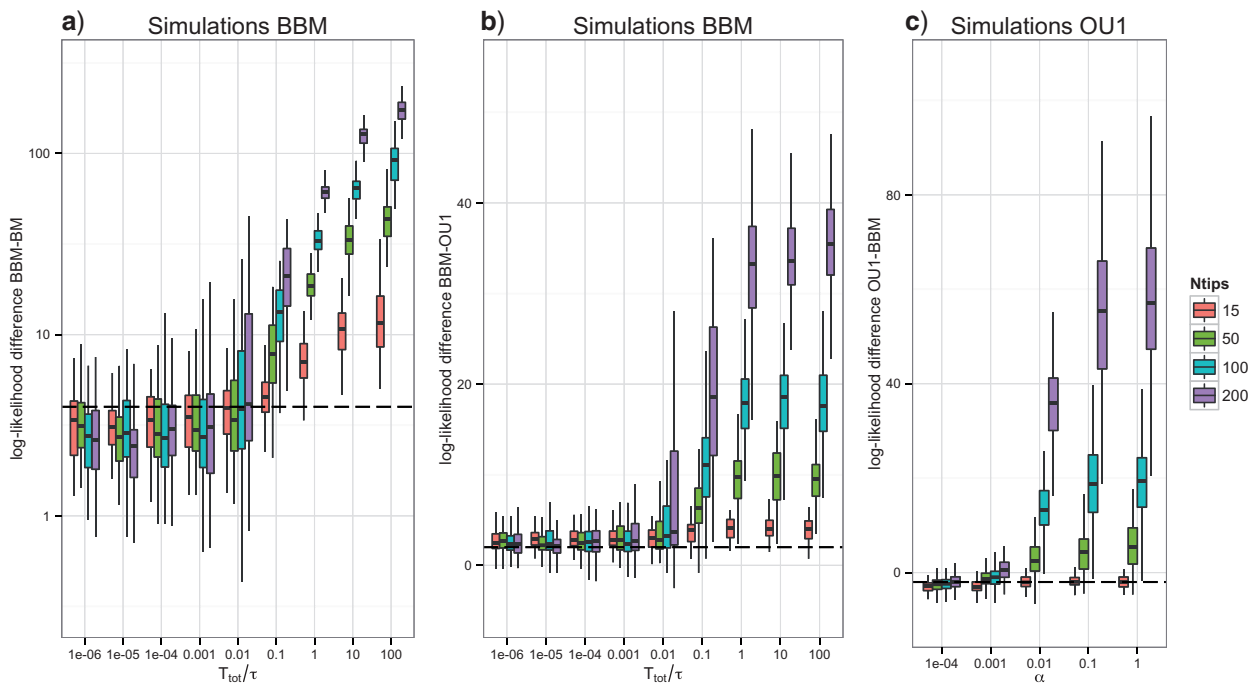 a) Simulations BBM
log-likelihood difference BBM-BM
100
10
1
1e-06 1e-05 1e-04 0.001 0.01 0.1 1 10 100
T_tot/τ
b) Simulations BBM
log-likelihood difference BBM-OU1
40
20
0
1e-06 1e-05 1e-04 0.001 0.01 0.1 1 10 100
T_tot/τ
c) Simulations OU1
log-likelihood difference OU1-BBM
80
40
0
1e-04 0.001 0.01 0.1 1
α
Ntips
15
50
100
200